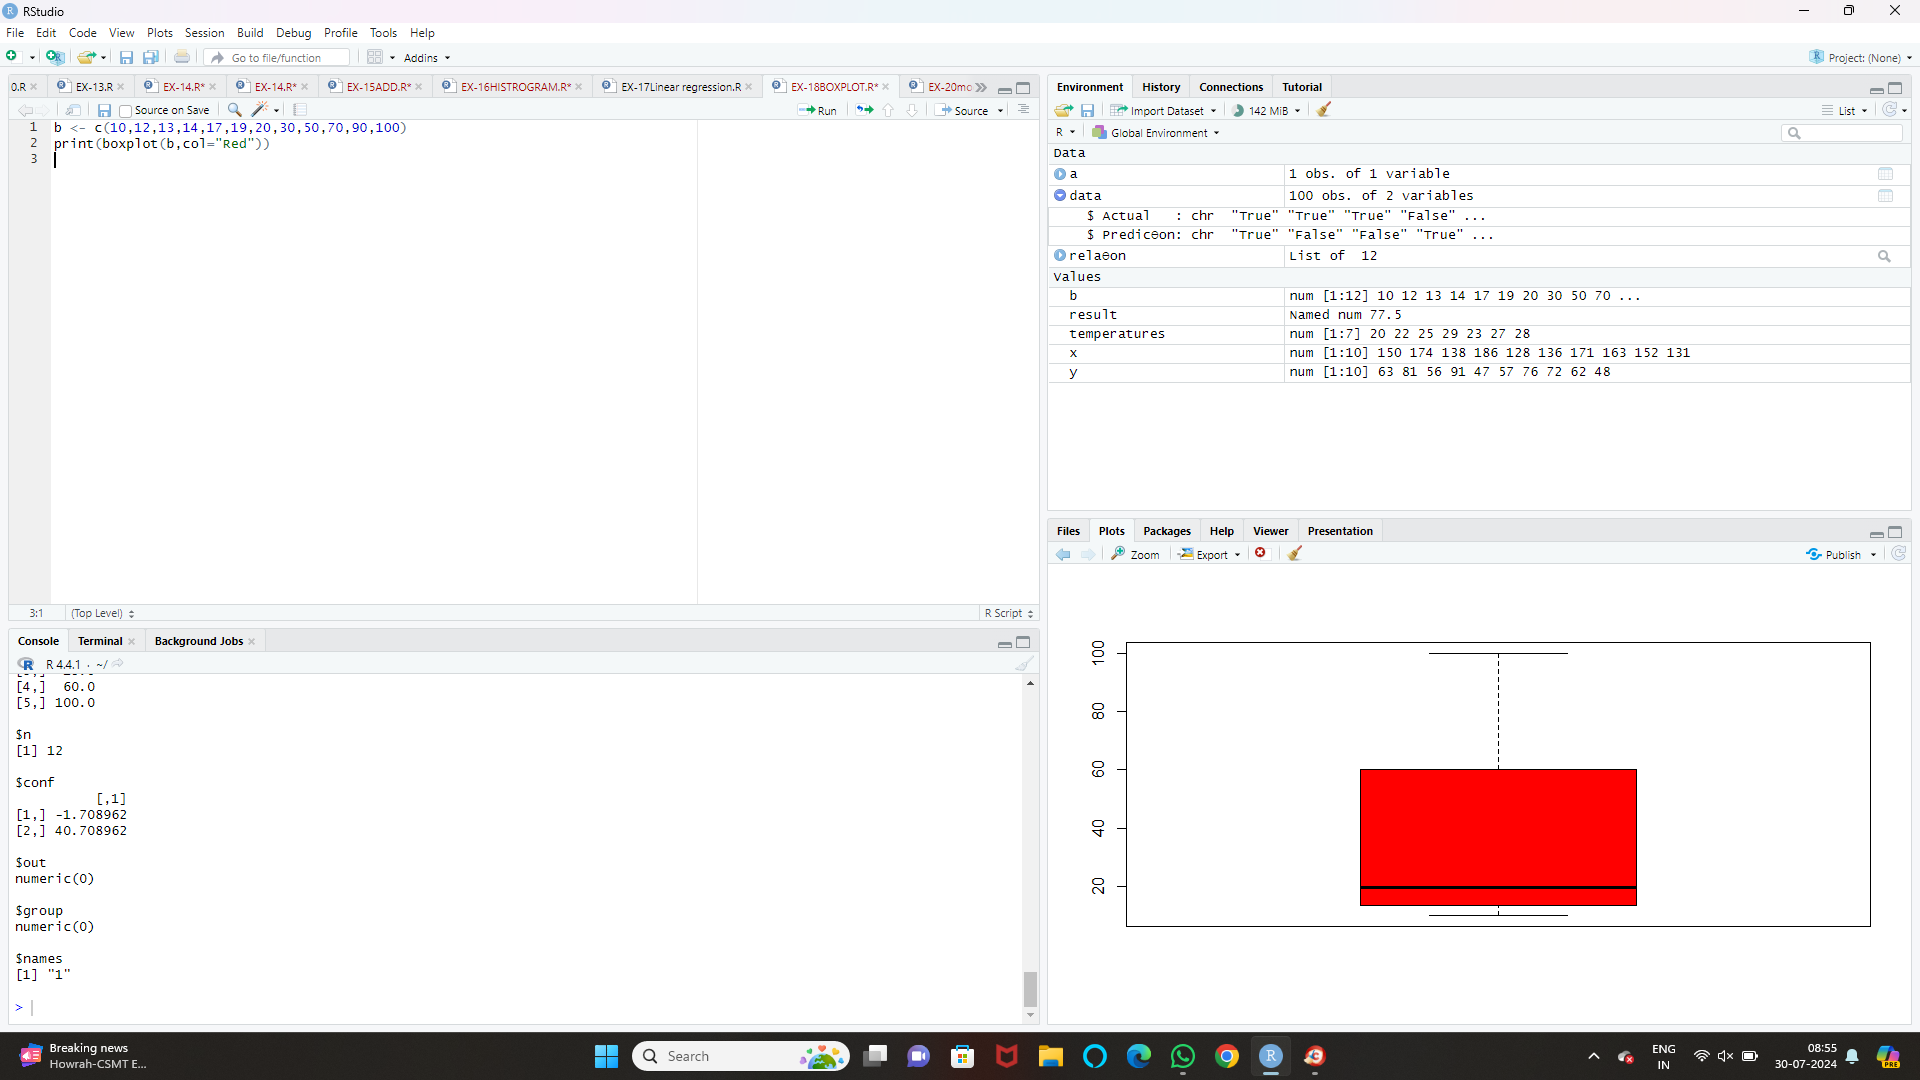 RStudio
File Edit Code View Plots Session Build Debug Profile Tools Help
Go to file/function Addins Project: (None)
0.R EX-13.R EX-14.R* EX-14.R* EX-15ADD.R* EX-16HISTROGRAM.R* EX-17Linear regression.R EX-18BOXPLOT.R* EX-20mo
Source on Save Run Source
1 b <- c(10,12,13,14,17,19,20,30,50,70,90,100)
2 print(boxplot(b,col="Red"))
3
3:1 (Top Level) R Script
Console Terminal Background Jobs
R 4.4.1 · ~/
[4,] 60.0
[5,] 100.0
$n
[1] 12
$conf
[,1]
[1,] -1.708962
[2,] 40.708962
$out
numeric(0)
$group
numeric(0)
$names
[1] "1"
>
Environment History Connections Tutorial
Import Dataset 142 MiB List
R Global Environment
Data
a 1 obs. of 1 variable
data 100 obs. of 2 variables
$ Actual : chr "True" "True" "True" "False" ...
$ PredicƟon: chr "True" "False" "False" "True" ...
relaƟon List of 12
Values
b num [1:12] 10 12 13 14 17 19 20 30 50 70 ...
result Named num 77.5
temperatures num [1:7] 20 22 25 29 23 27 28
x num [1:10] 150 174 138 186 128 136 171 163 152 131
y num [1:10] 63 81 56 91 47 57 76 72 62 48
Files Plots Packages Help Viewer Presentation
Zoom Export Publish
100
80
60
40
20
Breaking news
Howrah-CSMT E...
Search
PRE
ENG
IN
08:55
30-07-2024